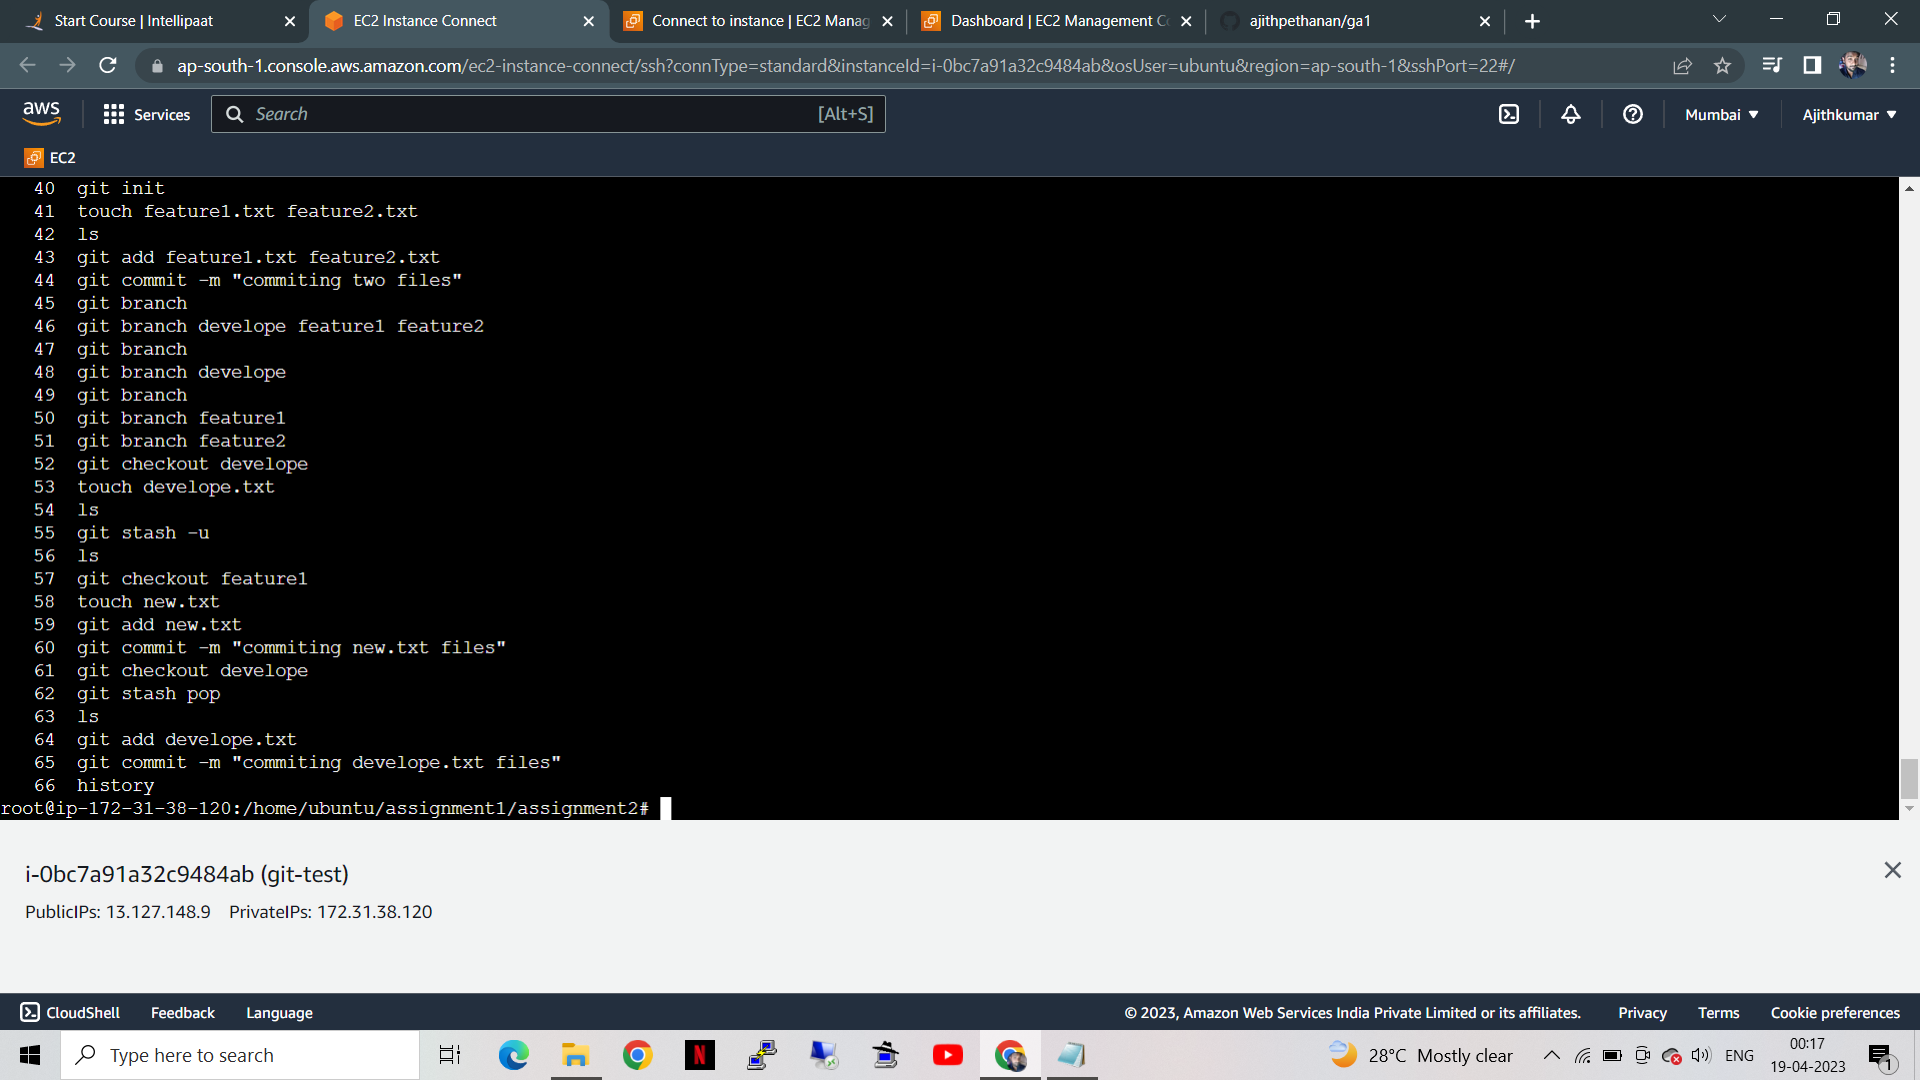 Start Course | Intellipaat
EC2 Instance Connect
Connect to instance | EC2 Manag
Dashboard | EC2 Management C
ajithpethanan/ga1
ap-south-1.console.aws.amazon.com/ec2-instance-connect/ssh?connType=standard&instanceId=i-0bc7a91a32c9484ab&osUser=ubuntu&region=ap-south-1&sshPort=22#/
aws
Services
Search
[Alt+S]
Mumbai
Ajithkumar
EC2
40 git init
41 touch feature1.txt feature2.txt
42 ls
43 git add feature1.txt feature2.txt
44 git commit -m "commiting two files"
45 git branch
46 git branch develope feature1 feature2
47 git branch
48 git branch develope
49 git branch
50 git branch feature1
51 git branch feature2
52 git checkout develope
53 touch develope.txt
54 ls
55 git stash -u
56 ls
57 git checkout feature1
58 touch new.txt
59 git add new.txt
60 git commit -m "commiting new.txt files"
61 git checkout develope
62 git stash pop
63 ls
64 git add develope.txt
65 git commit -m "commiting develope.txt files"
66 history
root@ip-172-31-38-120:/home/ubuntu/assignment1/assignment2#
i-0bc7a91a32c9484ab (git-test)
PublicIPs: 13.127.148.9 PrivateIPs: 172.31.38.120
CloudShell Feedback Language
© 2023, Amazon Web Services India Private Limited or its affiliates. Privacy Terms Cookie preferences
Type here to search
N
28°C Mostly clear
ENG
00:17
19-04-2023
1